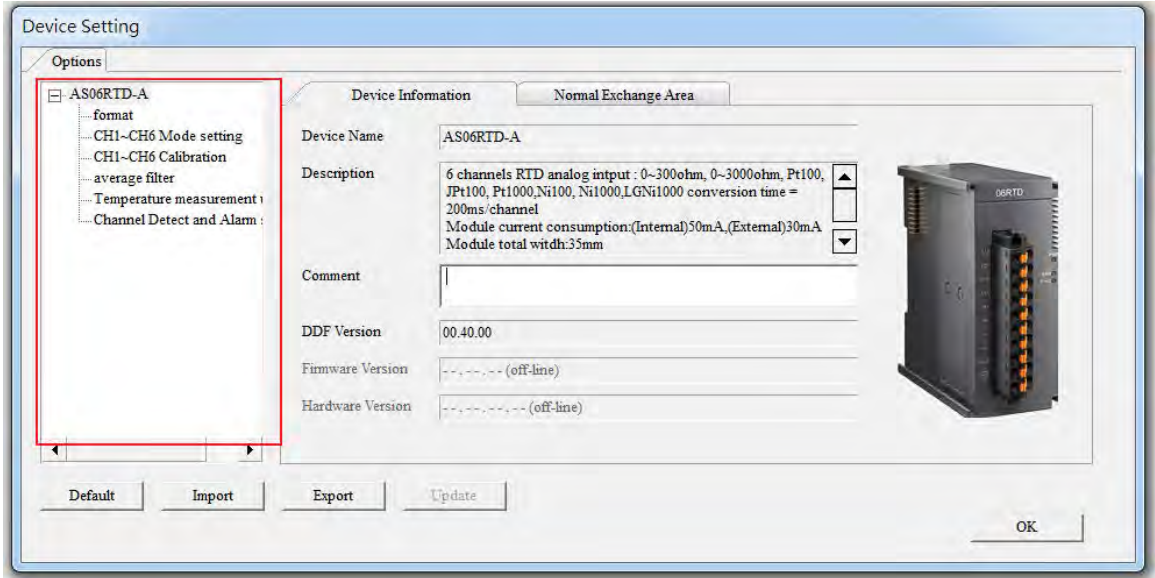 Device Setting
Options
AS06RTD-A
format
CH1~CH6 Mode setting
CH1~CH6 Calibration
average filter
Temperature measurement
Channel Detect and Alarm
Device Information
Normal Exchange Area
Device Name
AS06RTD-A
Description
6 channels RTD analog intput : 0~300ohm, 0~3000ohm, Pt100,
JPt100, Pt1000,Ni100, Ni1000,LGNi1000 conversion time =
200ms/channel
Module current consumption:(Internal)50mA,(External)30mA
Module total witdh:35mm
Comment
DDF Version
00.40.00
Firmware Version
--.--.-- (off-line)
Hardware Version
--.--.--.-- (off-line)
06RTD
Default
Import
Export
Update
OK